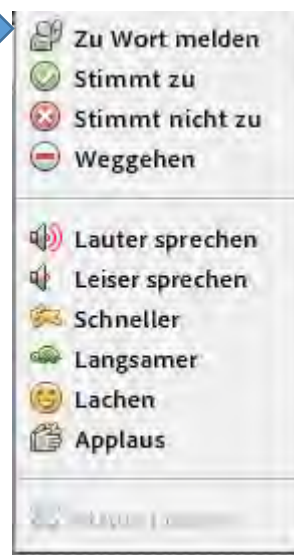 Zu Wort melden
Stimmt zu
Stimmt nicht zu
Weggehen
Lauter sprechen
Leiser sprechen
Schneller
Langsamer
Lachen
Applaus